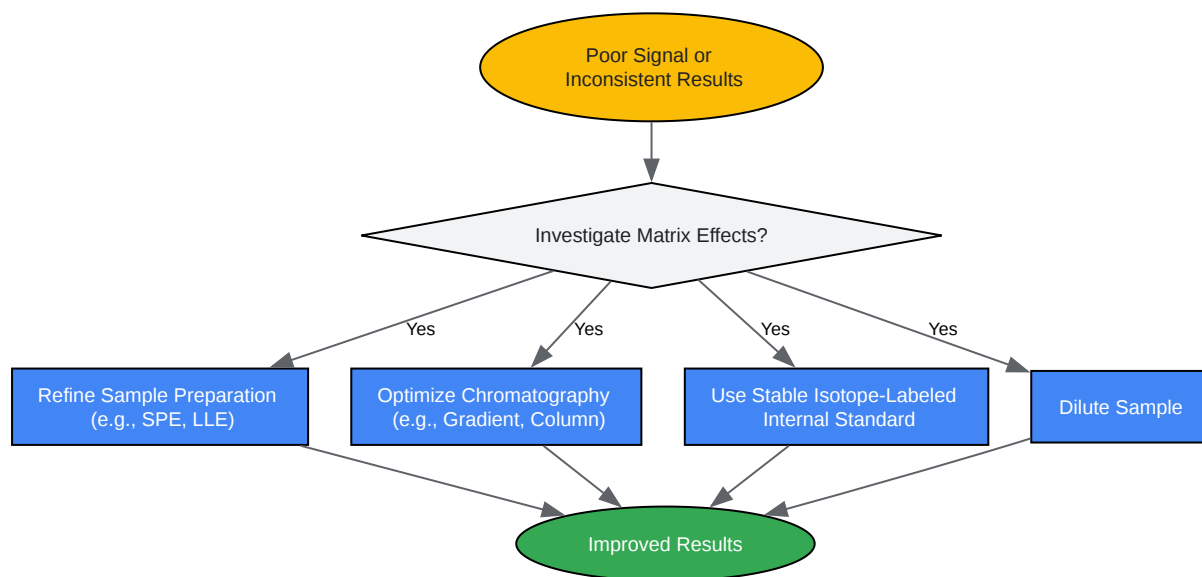 Poor Signal or
Inconsistent Results
Investigate Matrix Effects?
Yes
Yes
Yes
Yes
Refine Sample Preparation
(e.g., SPE, LLE)
Optimize Chromatography
(e.g., Gradient, Column)
Use Stable Isotope-Labeled
Internal Standard
Dilute Sample
Improved Results